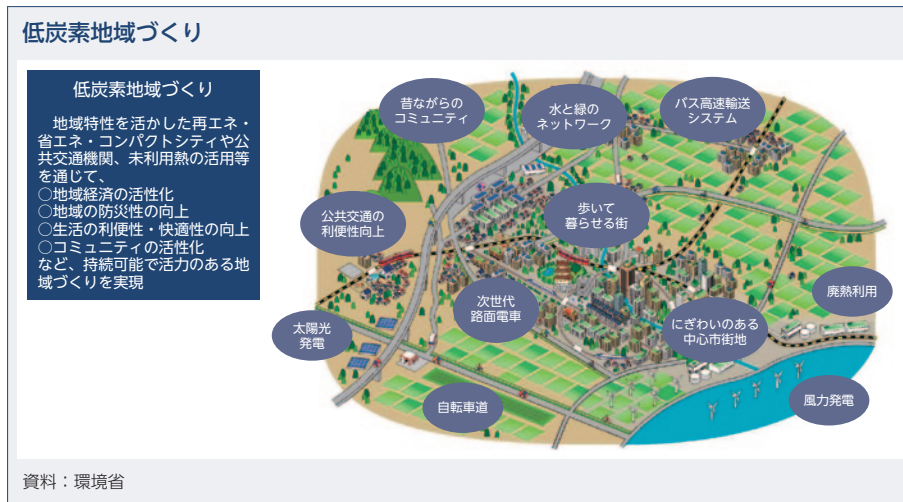 低炭素地域づくり
低炭素地域づくり
地域特性を活かした再エネ・
省エネ・コンパクトシティや公
共交通機関、未利用熱の活用等
を通じて、
○地域経済の活性化
○地域の防災性の向上
○生活の利便性・快適性の向上
○コミュニティの活性化
など、持続可能で活力のある地
域づくりを実現
昔ながらの
コミュニティ
水と緑の
ネットワーク
バス高速輸送
システム
公共交通の
利便性向上
歩いて
暮らせる街
太陽光
発電
次世代
路面電車
にぎわいのある
中心市街地
廃熱利用
自転車道
風力発電
資料：環境省